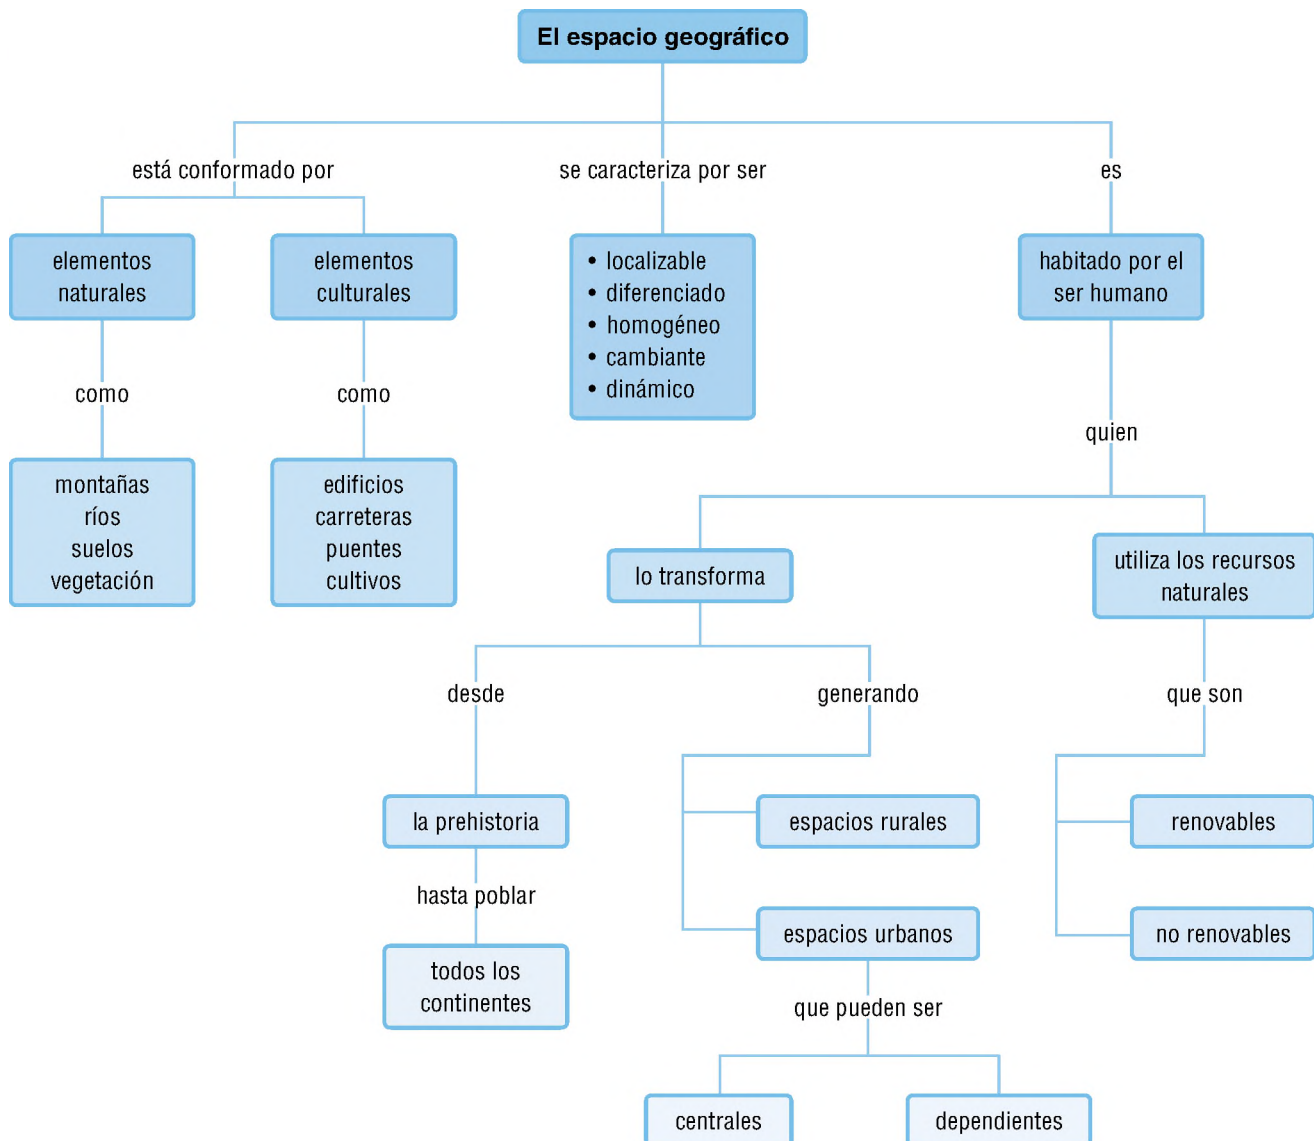 El espacio geográfico
está conformado por
se caracteriza por ser
es
elementos
naturales
elementos
culturales
• localizable
• diferenciado
• homogéneo
• cambiante
• dinámico
habitado por el
ser humano
como
como
quien
montañas
ríos
suelos
vegetación
edificios
carreteras
puentes
cultivos
lo transforma
utiliza los recursos
naturales
desde
generando
que son
la prehistoria
espacios rurales
renovables
hasta poblar
espacios urbanos
no renovables
todos los
continentes
que pueden ser
centrales
dependientes